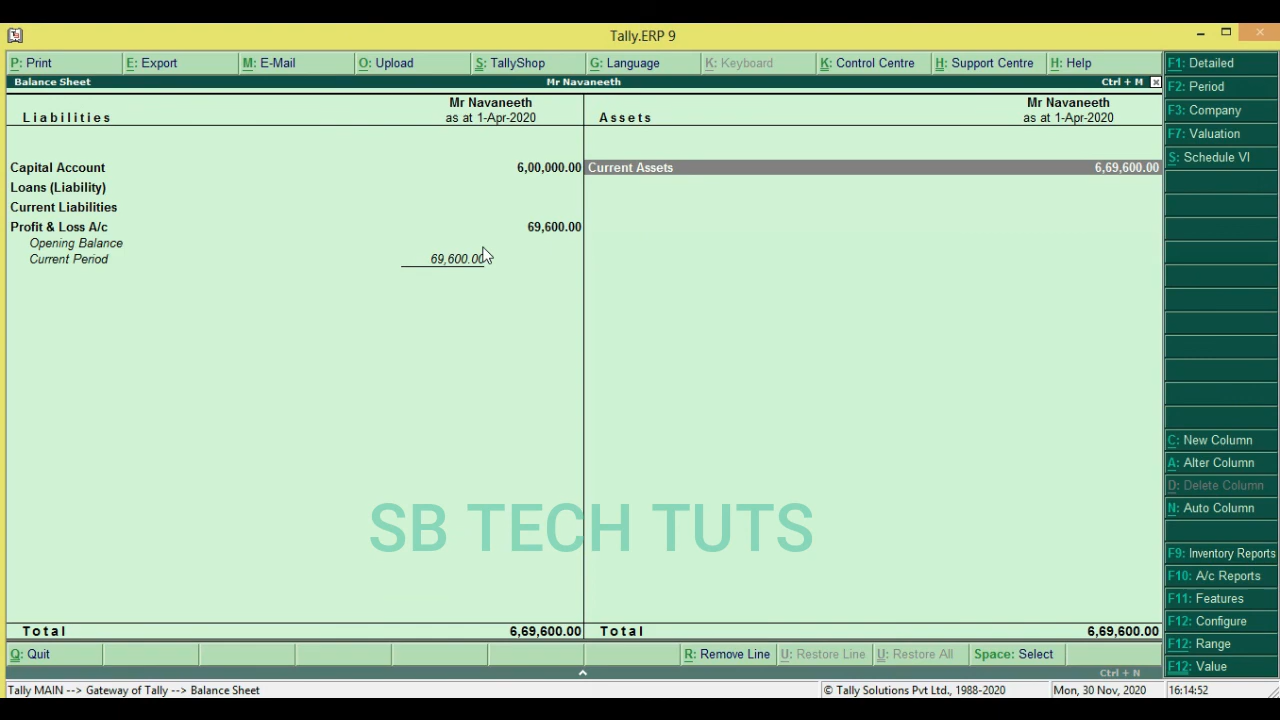 Tally.ERP 9
P: Print E: Export M: E-Mail O: Upload S: TallyShop G: Language K: Keyboard K: Control Centre H: Support Centre H: Help
Balance Sheet Mr Navaneeth Ctrl + M
Mr Navaneeth Mr Navaneeth
Liabilities as at 1-Apr-2020 Assets as at 1-Apr-2020
Capital Account 6,00,000.00 Current Assets 6,69,600.00
Loans (Liability)
Current Liabilities
Profit & Loss A/c 69,600.00
Opening Balance
Current Period 69,600.00
SB TECH TUTS
Total 6,69,600.00 Total 6,69,600.00
Q: Quit R: Remove Line U: Restore Line U: Restore All Space: Select
Ctrl + N
Tally MAIN --> Gateway of Tally --> Balance Sheet © Tally Solutions Pvt Ltd., 1988-2020 Mon, 30 Nov, 2020 16:14:52
F1: Detailed
F2: Period
F3: Company
F7: Valuation
S: Schedule VI
C: New Column
A: Alter Column
D: Delete Column
N: Auto Column
F9: Inventory Reports
F10: A/c Reports
F11: Features
F12: Configure
F12: Range
F12: Value